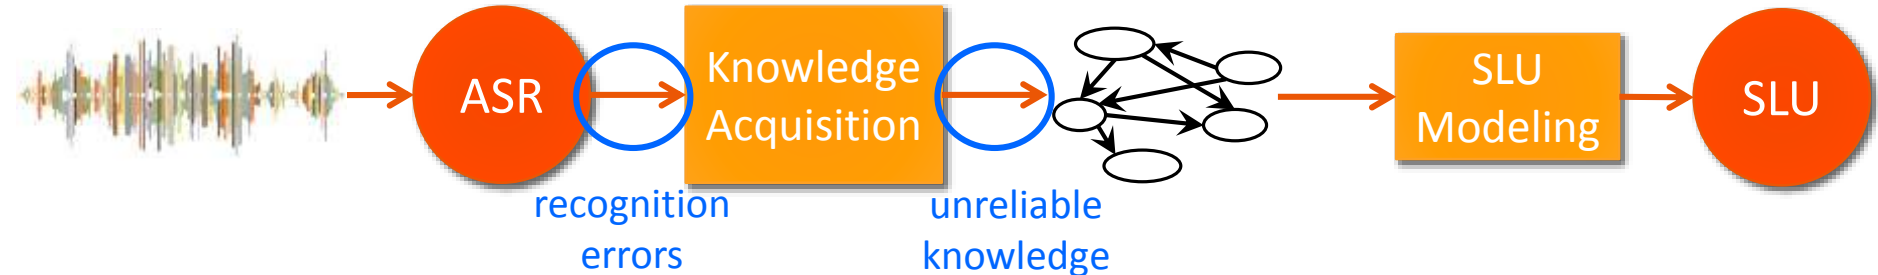 ASR
Knowledge
Acquisition
SLU
Modeling
SLU
recognition
errors
unreliable
knowledge